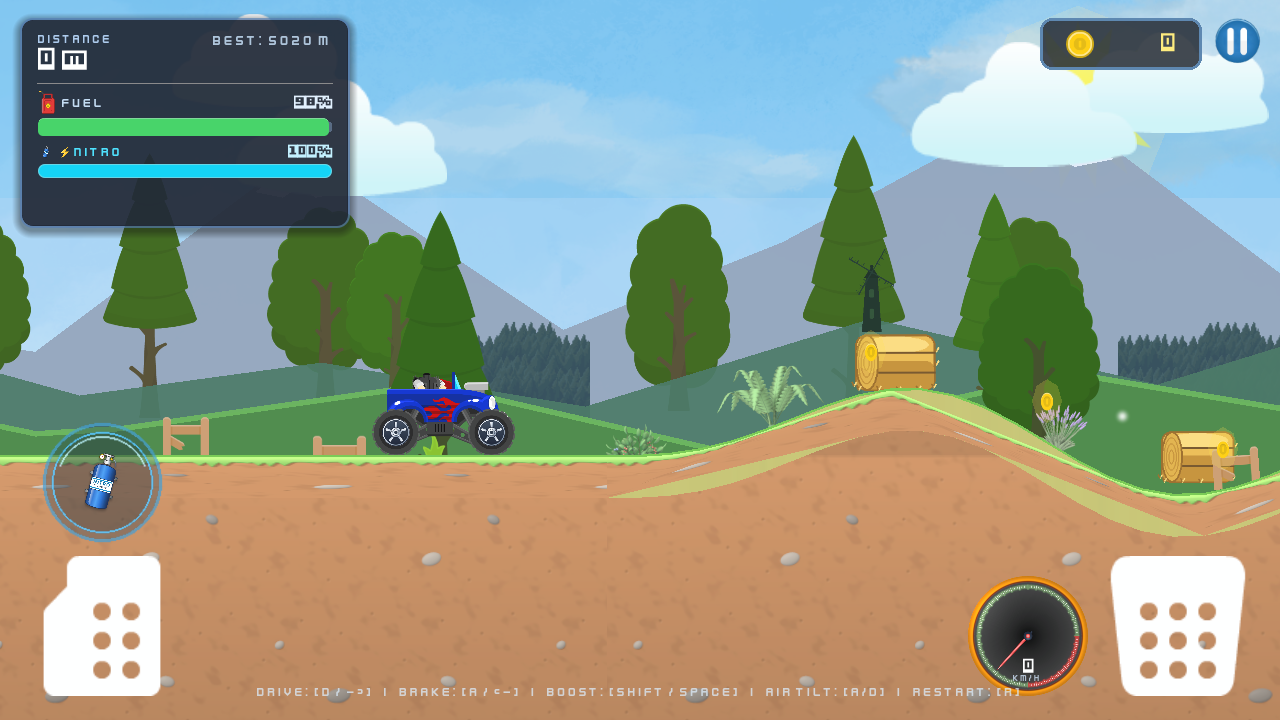 DISTANCE
BEST: 5020 M
0 m
FUEL 98%
⚡NITRO 100%
0
0
KM/H
DRIVE: [D / ->] | BRAKE: [A / <-] | BOOST: [SHIFT / SPACE] | AIR TILT: [A/D] | RESTART: [R]